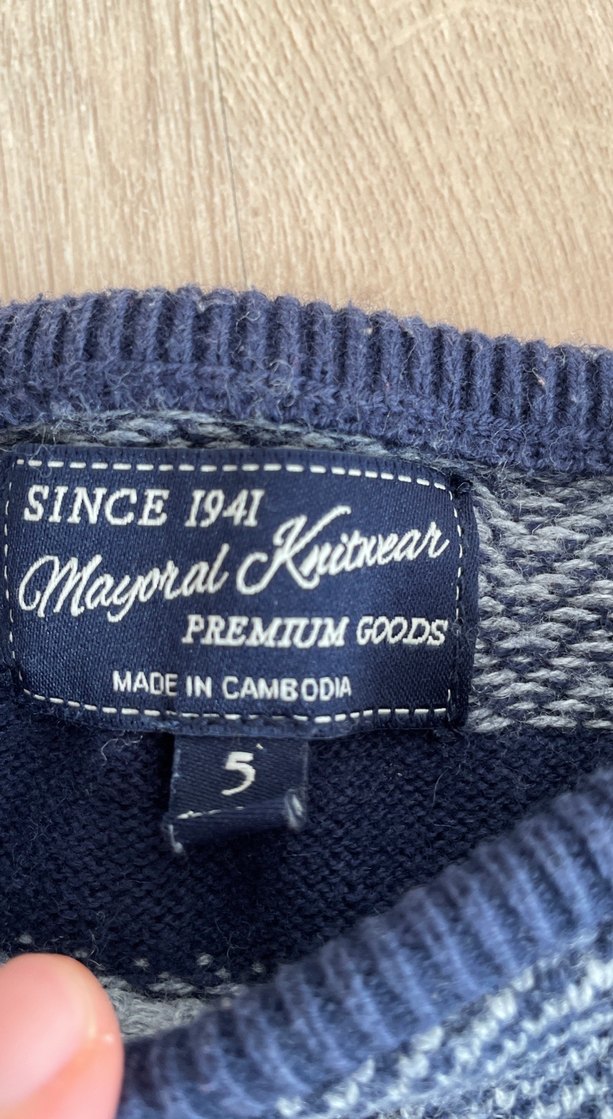 SINCE 1941
Mayoral Knitwear
PREMIUM GOODS
MADE IN CAMBODIA
5